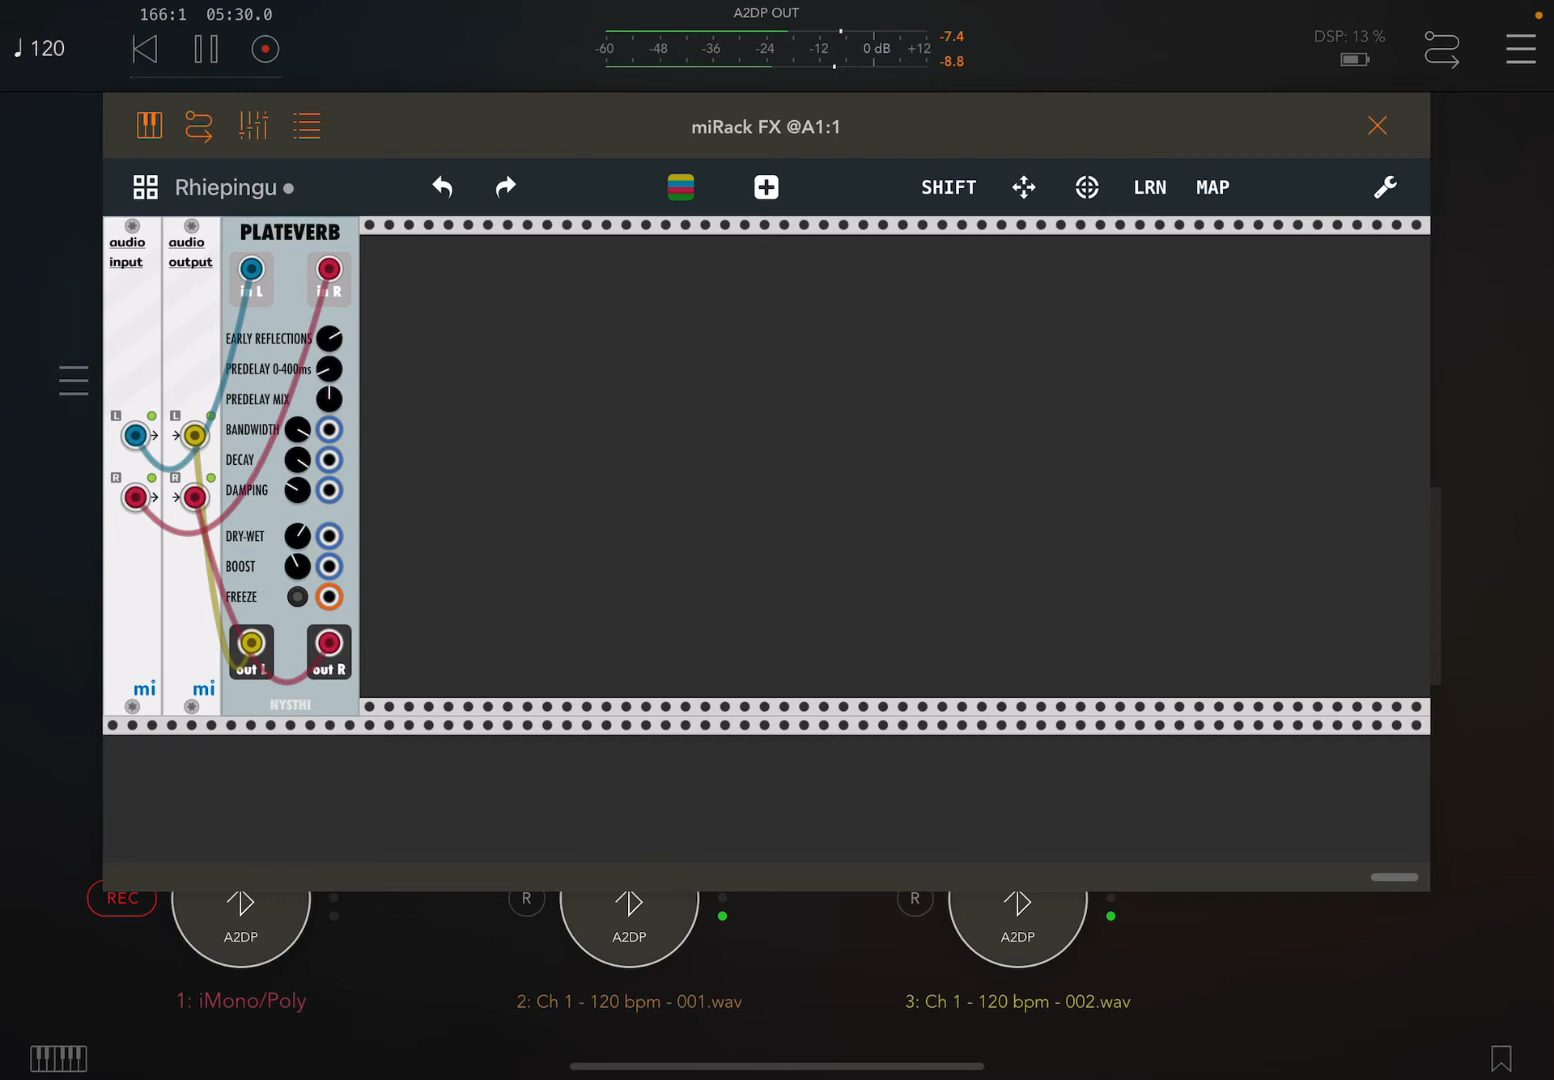 166:1 05:30.0
A2DP OUT
120
-60 -48 -36 -24 -12 0 dB +12
-7.4
-8.8
DSP: 13 %
miRack FX @A1:1
Rhiepingu
SHIFT
LRN
MAP
audio
input
audio
output
PLATEVERB
in L
in R
EARLY REFLECTIONS
PREDELAY 0-400ms
PREDELAY MIX
L
L
BANDWIDTH
DECAY
R
R
DAMPING
DRY-WET
BOOST
FREEZE
out L
out R
mi
mi
NYSTHI
REC
R
R
A2DP
A2DP
A2DP
1: iMono/Poly
2: Ch 1 - 120 bpm - 001.wav
3: Ch 1 - 120 bpm - 002.wav